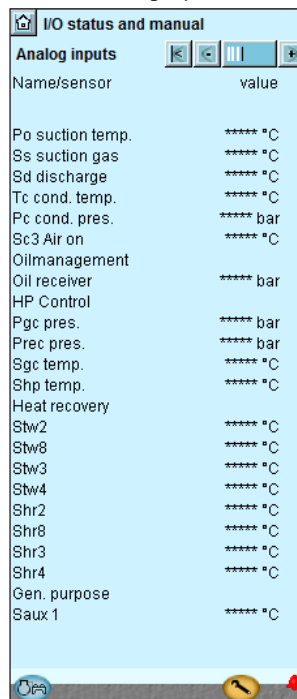 I/O status and manual
Analog inputs
Name/sensor value
Po suction temp. ***** °C
Ss suction gas ***** °C
Sd discharge ***** °C
Tc cond. temp. ***** °C
Pc cond. pres. ***** bar
Sc3 Air on ***** °C
Oilmanagement
Oil receiver ***** bar
HP Control
Pgc pres. ***** bar
Prec pres. ***** bar
Sgc temp. ***** °C
Shp temp. ***** °C
Heat recovery
Stw2 ***** °C
Stw8 ***** °C
Stw3 ***** °C
Stw4 ***** °C
Shr2 ***** °C
Shr8 ***** °C
Shr3 ***** °C
Shr4 ***** °C
Gen. purpose
Saux 1 ***** °C